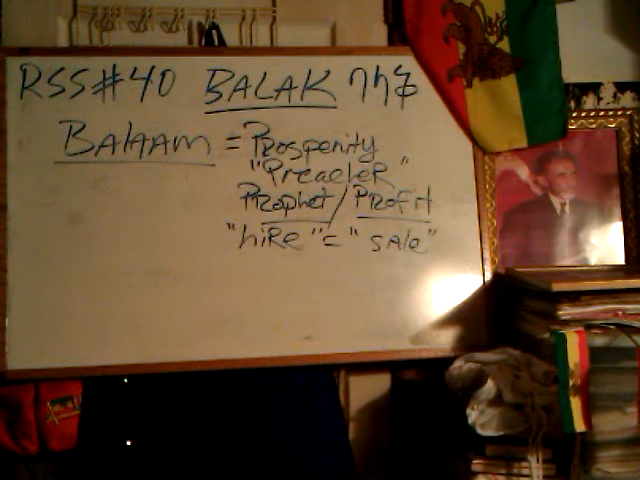 RSS#40 BALAK ባላቅ
BALAAM = Prosperity
"Preacher"
Prophet/Profit
"hiRe" = "sale"